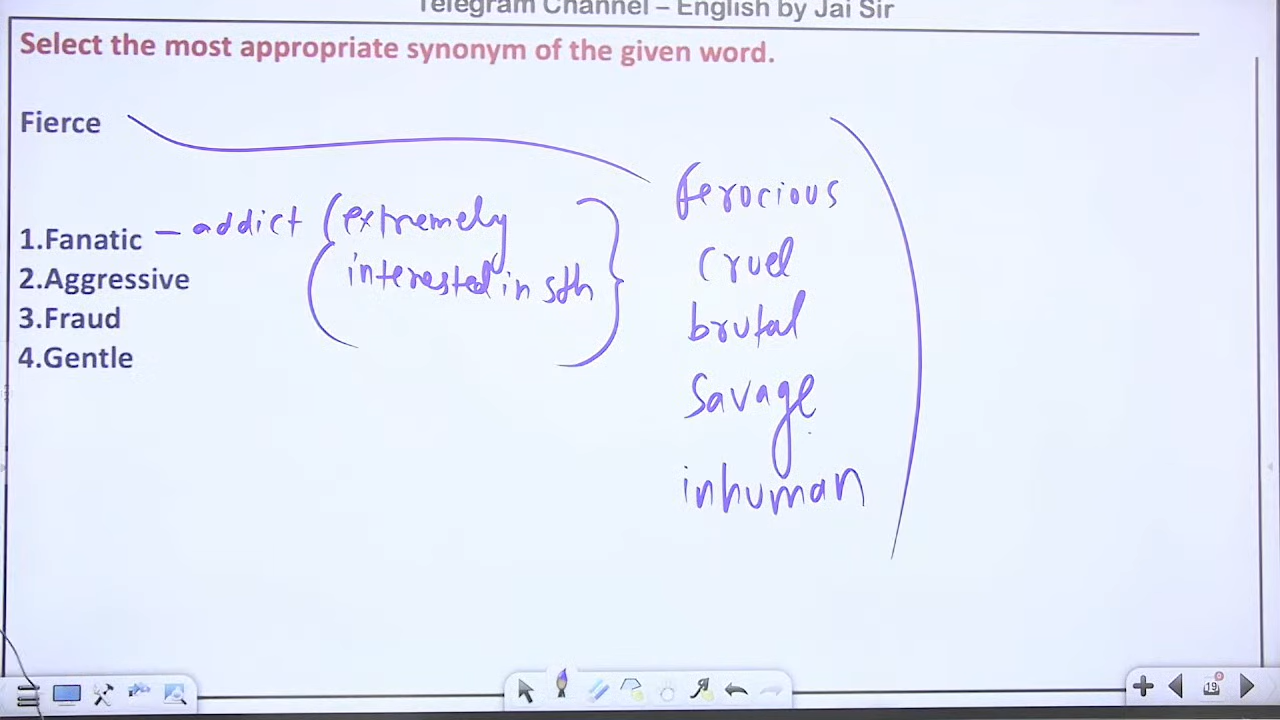 Telegram Channel – English by Jai Sir
Select the most appropriate synonym of the given word.
Fierce
1.Fanatic – addict (extremely
interested in sth
2.Aggressive
3.Fraud
4.Gentle
ferocious
cruel
brutal
savage
inhuman
19